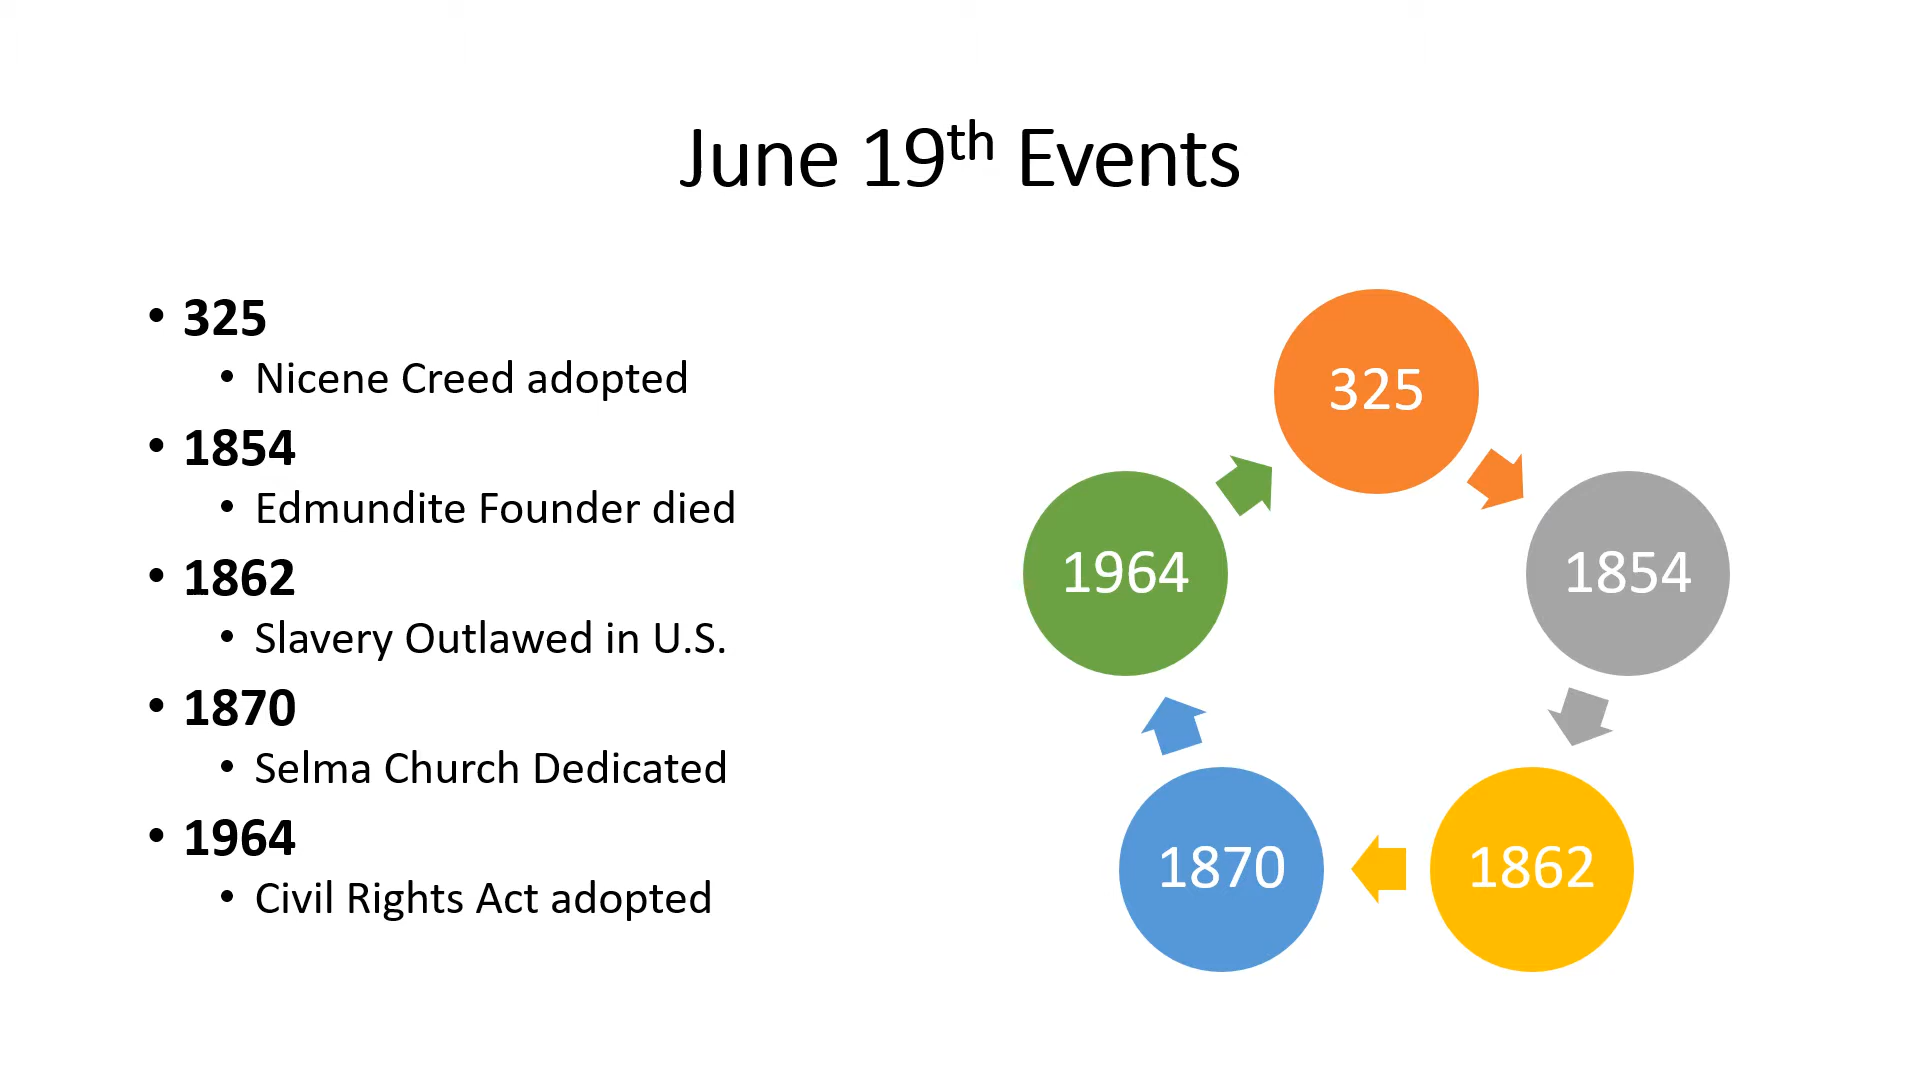 June 19th Events
• 325
• Nicene Creed adopted
• 1854
• Edmundite Founder died
• 1862
• Slavery Outlawed in U.S.
• 1870
• Selma Church Dedicated
• 1964
• Civil Rights Act adopted
325
1854
1862
1870
1964